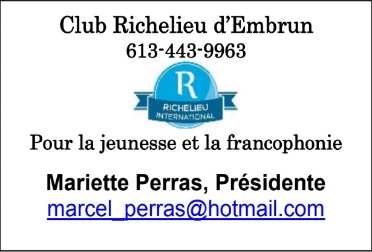 Club Richelieu d'Embrun
613-443-9963
R
RICHELIEU
INTERNATIONAL
Pour la jeunesse et la francophonie
Mariette Perras, Présidente
marcel_perras@hotmail.com